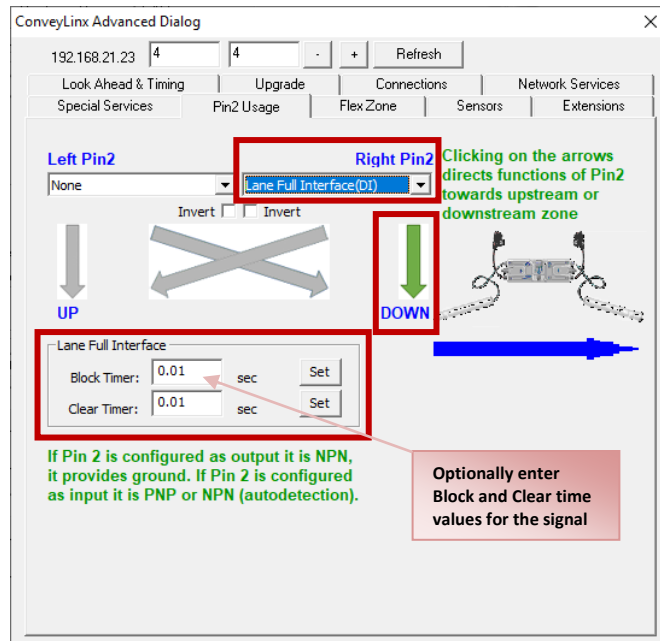 ConveyLinx Advanced Dialog
192.168.21.23 4 4 - + Refresh
Look Ahead & Timing Upgrade Connections Network Services
Special Services Pin2 Usage Flex Zone Sensors Extensions
Left Pin2
None
Right Pin2
Lane Full Interface(DI)
Invert Invert
Clicking on the arrows
directs functions of Pin2
towards upstream or
downstream zone
UP
DOWN
Lane Full Interface
Block Timer: 0.01 sec Set
Clear Timer: 0.01 sec Set
If Pin 2 is configured as output it is NPN,
it provides ground. If Pin 2 is configured
as input it is PNP or NPN (autodetection).
Optionally enter
Block and Clear time
values for the signal